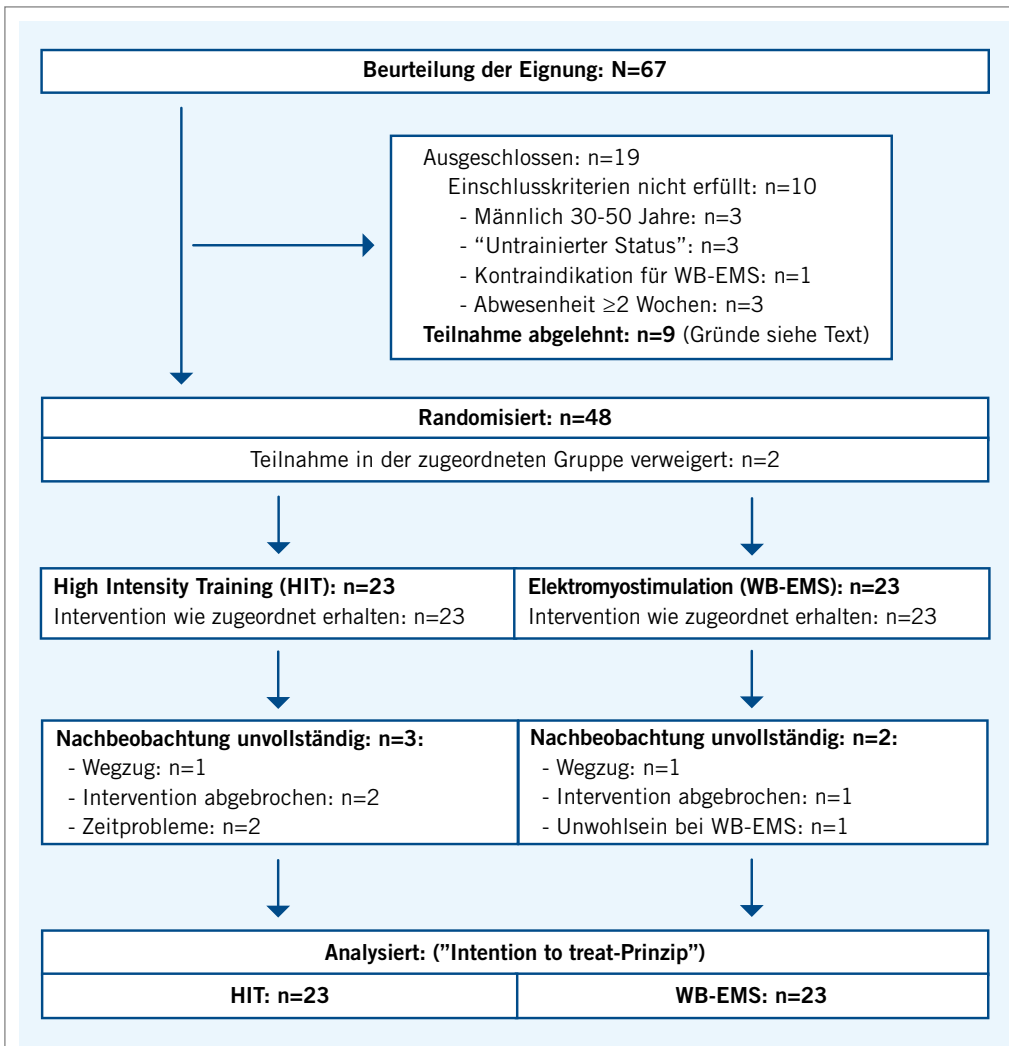 Beurteilung der Eignung: N=67
Ausgeschlossen: n=19
Einschlusskriterien nicht erfüllt: n=10
- Männlich 30-50 Jahre: n=3
- “Untrainierter Status”: n=3
- Kontraindikation für WB-EMS: n=1
- Abwesenheit ≥2 Wochen: n=3
Teilnahme abgelehnt: n=9 (Gründe siehe Text)
Randomisiert: n=48
Teilnahme in der zugeordneten Gruppe verweigert: n=2
High Intensity Training (HIT): n=23
Intervention wie zugeordnet erhalten: n=23
Elektromyostimulation (WB-EMS): n=23
Intervention wie zugeordnet erhalten: n=23
Nachbeobachtung unvollständig: n=3:
- Wegzug: n=1
- Intervention abgebrochen: n=2
- Zeitprobleme: n=2
Nachbeobachtung unvollständig: n=2:
- Wegzug: n=1
- Intervention abgebrochen: n=1
- Unwohlsein bei WB-EMS: n=1
Analysiert: (”Intention to treat-Prinzip”)
HIT: n=23
WB-EMS: n=23